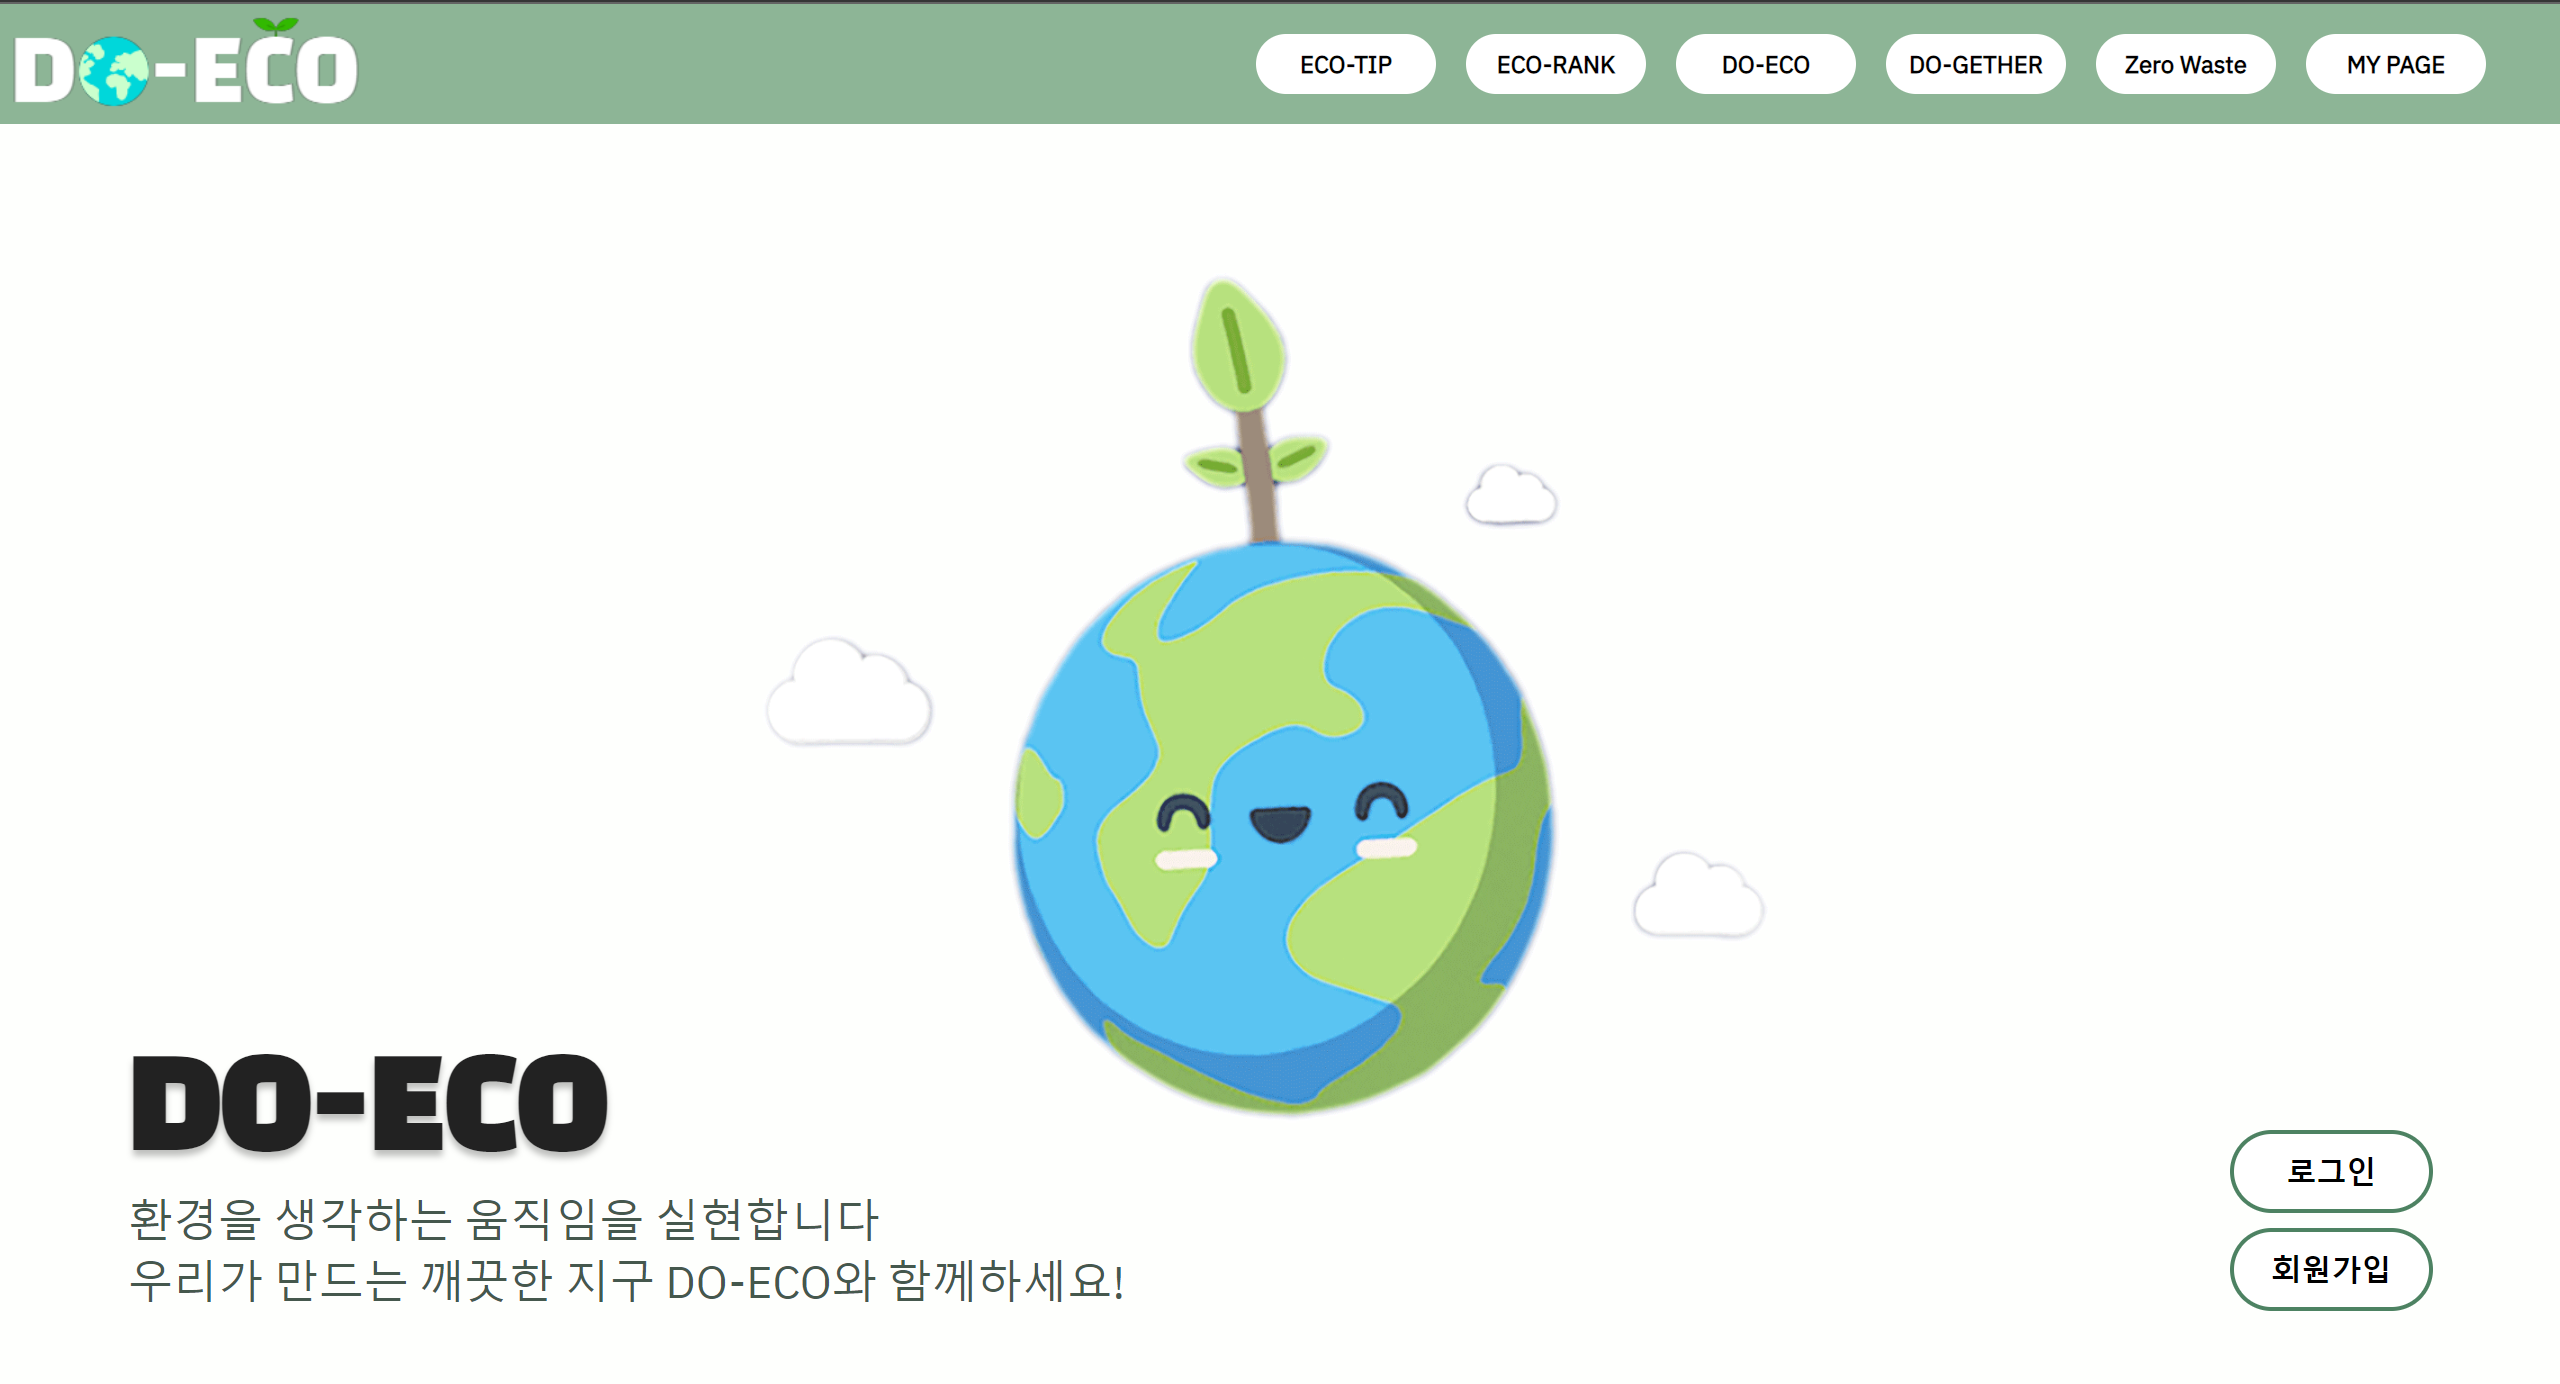 DO-ECO
ECO-TIP
ECO-RANK
DO-ECO
DO-GETHER
Zero Waste
MY PAGE
DO-ECO
환경을 생각하는 움직임을 실현합니다
우리가 만드는 깨끗한 지구 DO-ECO와 함께하세요!
로그인
회원가입